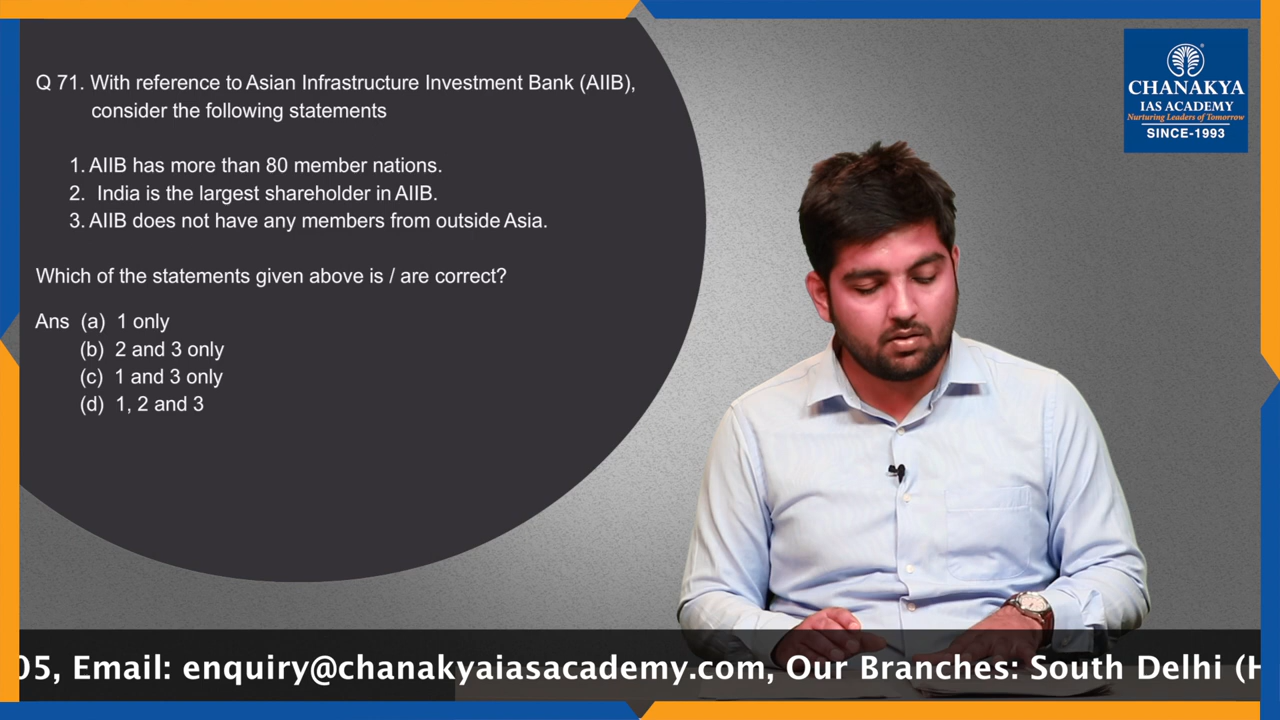 Q 71. With reference to Asian Infrastructure Investment Bank (AIIB),
consider the following statements
1. AIIB has more than 80 member nations.
2. India is the largest shareholder in AIIB.
3. AIIB does not have any members from outside Asia.
Which of the statements given above is / are correct?
Ans (a) 1 only
(b) 2 and 3 only
(c) 1 and 3 only
(d) 1, 2 and 3
CHANAKYA
IAS ACADEMY
Nurturing Leaders of Tomorrow
SINCE-1993
05, Email: enquiry@chanakyaiasacademy.com, Our Branches: South Delhi (H